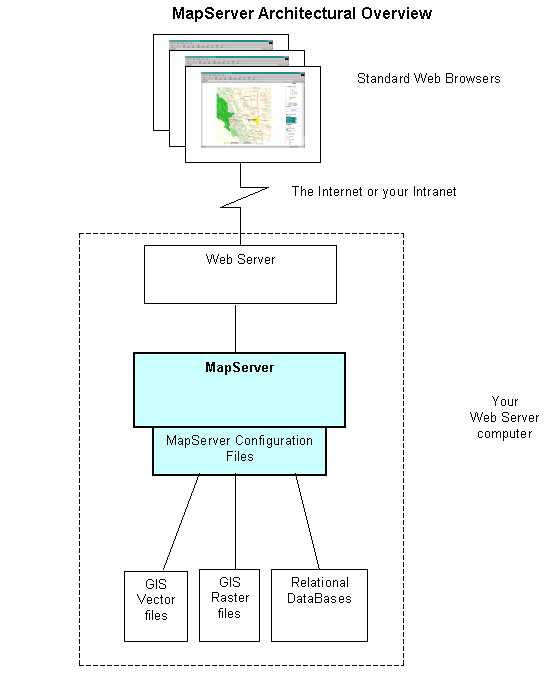 MapServer Architectural Overview
Standard Web Browsers
The Internet or your Intranet
Web Server
MapServer
MapServer Configuration
Files
Your
Web Server
computer
GIS
Vector
files
GIS
Raster
files
Relational
DataBases